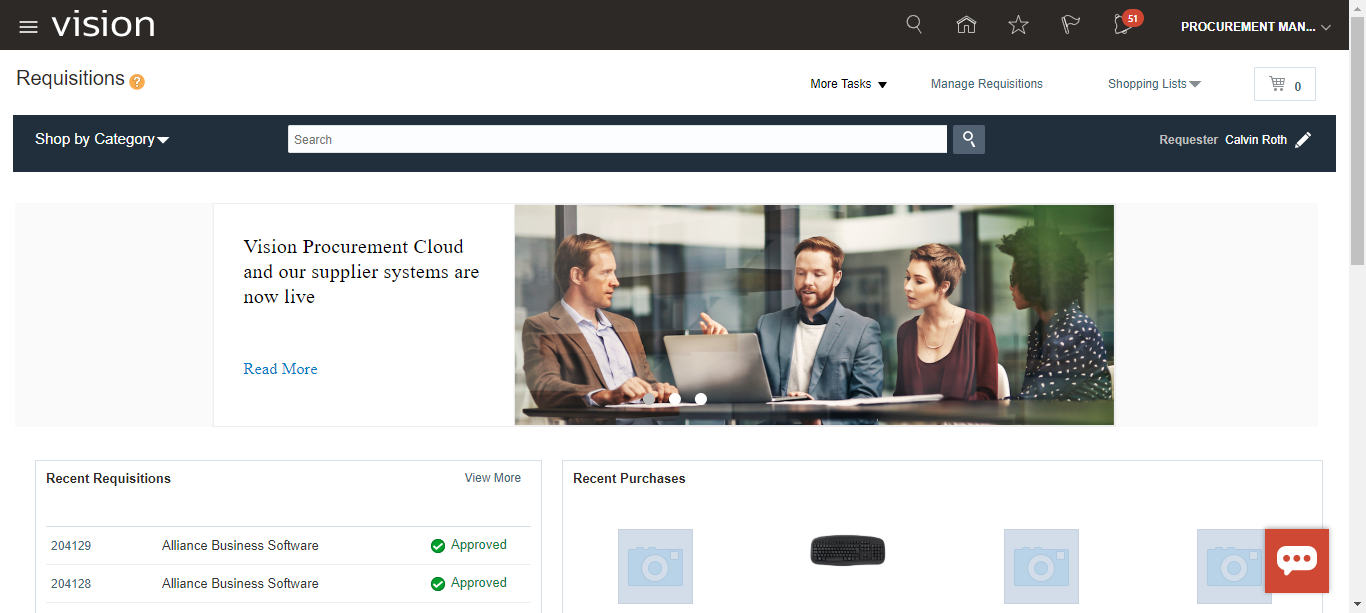 vision
51
PROCUREMENT MAN...
Requisitions ?
More Tasks
Manage Requisitions
Shopping Lists
0
Shop by Category
Search
Requester Calvin Roth
Vision Procurement Cloud
and our supplier systems are
now live
Read More
Recent Requisitions
View More
204129 Alliance Business Software Approved
204128 Alliance Business Software Approved
Recent Purchases